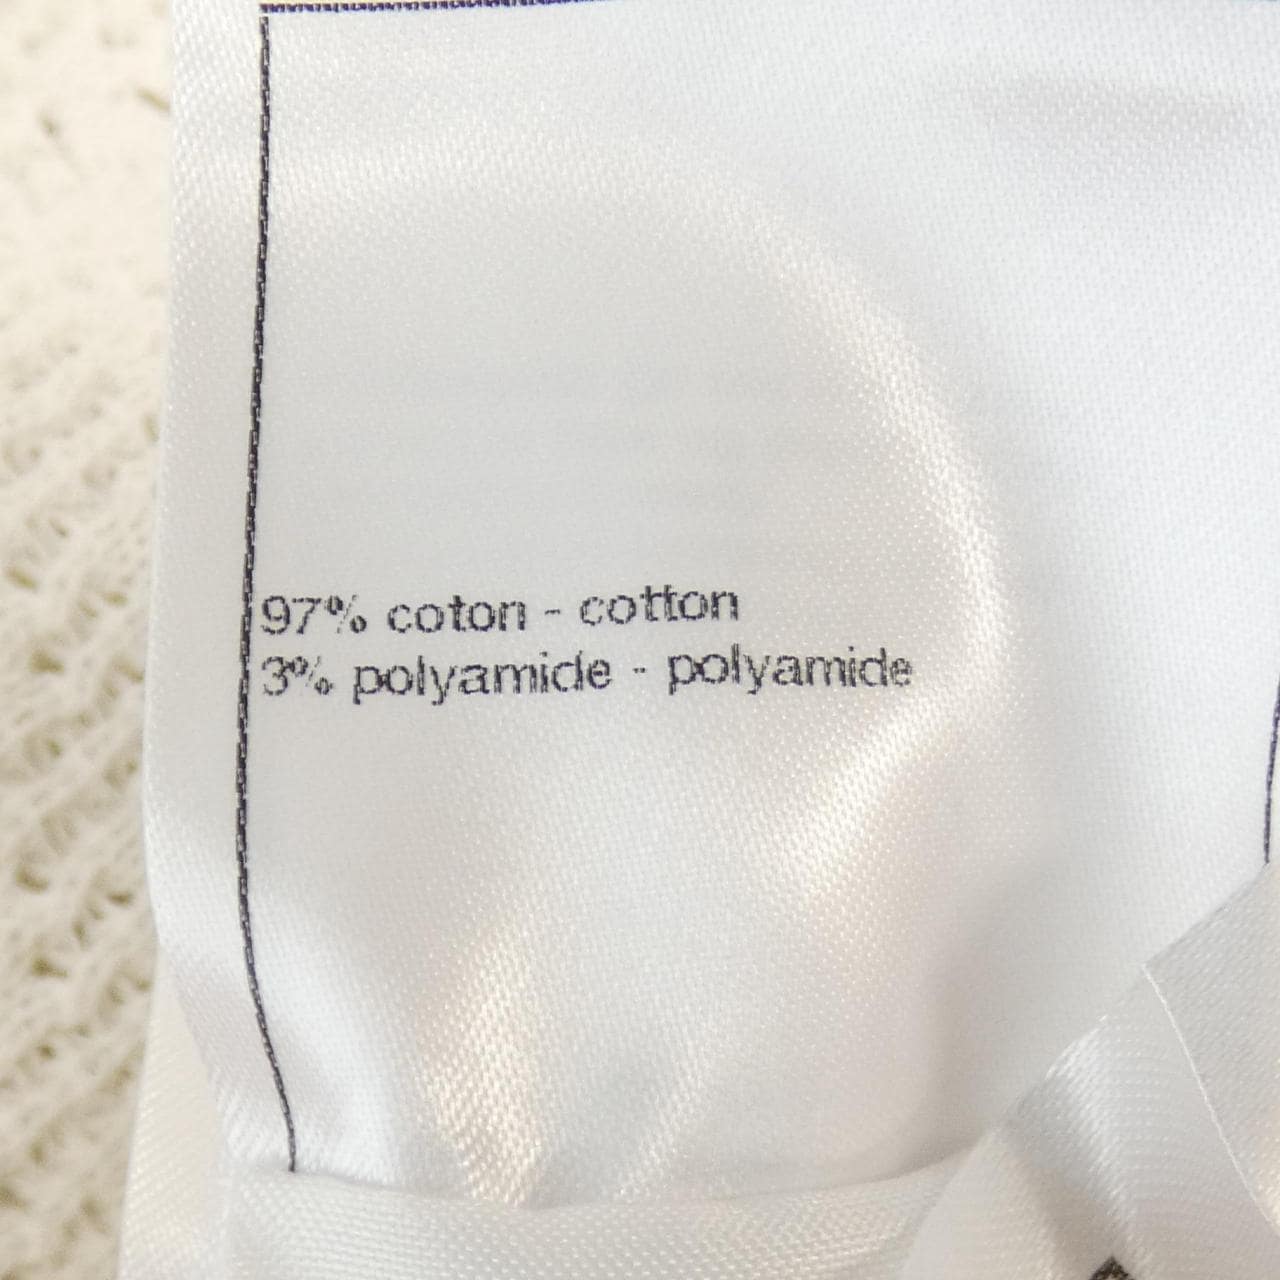 97% coton - cotton
3% polyamide - polyamide